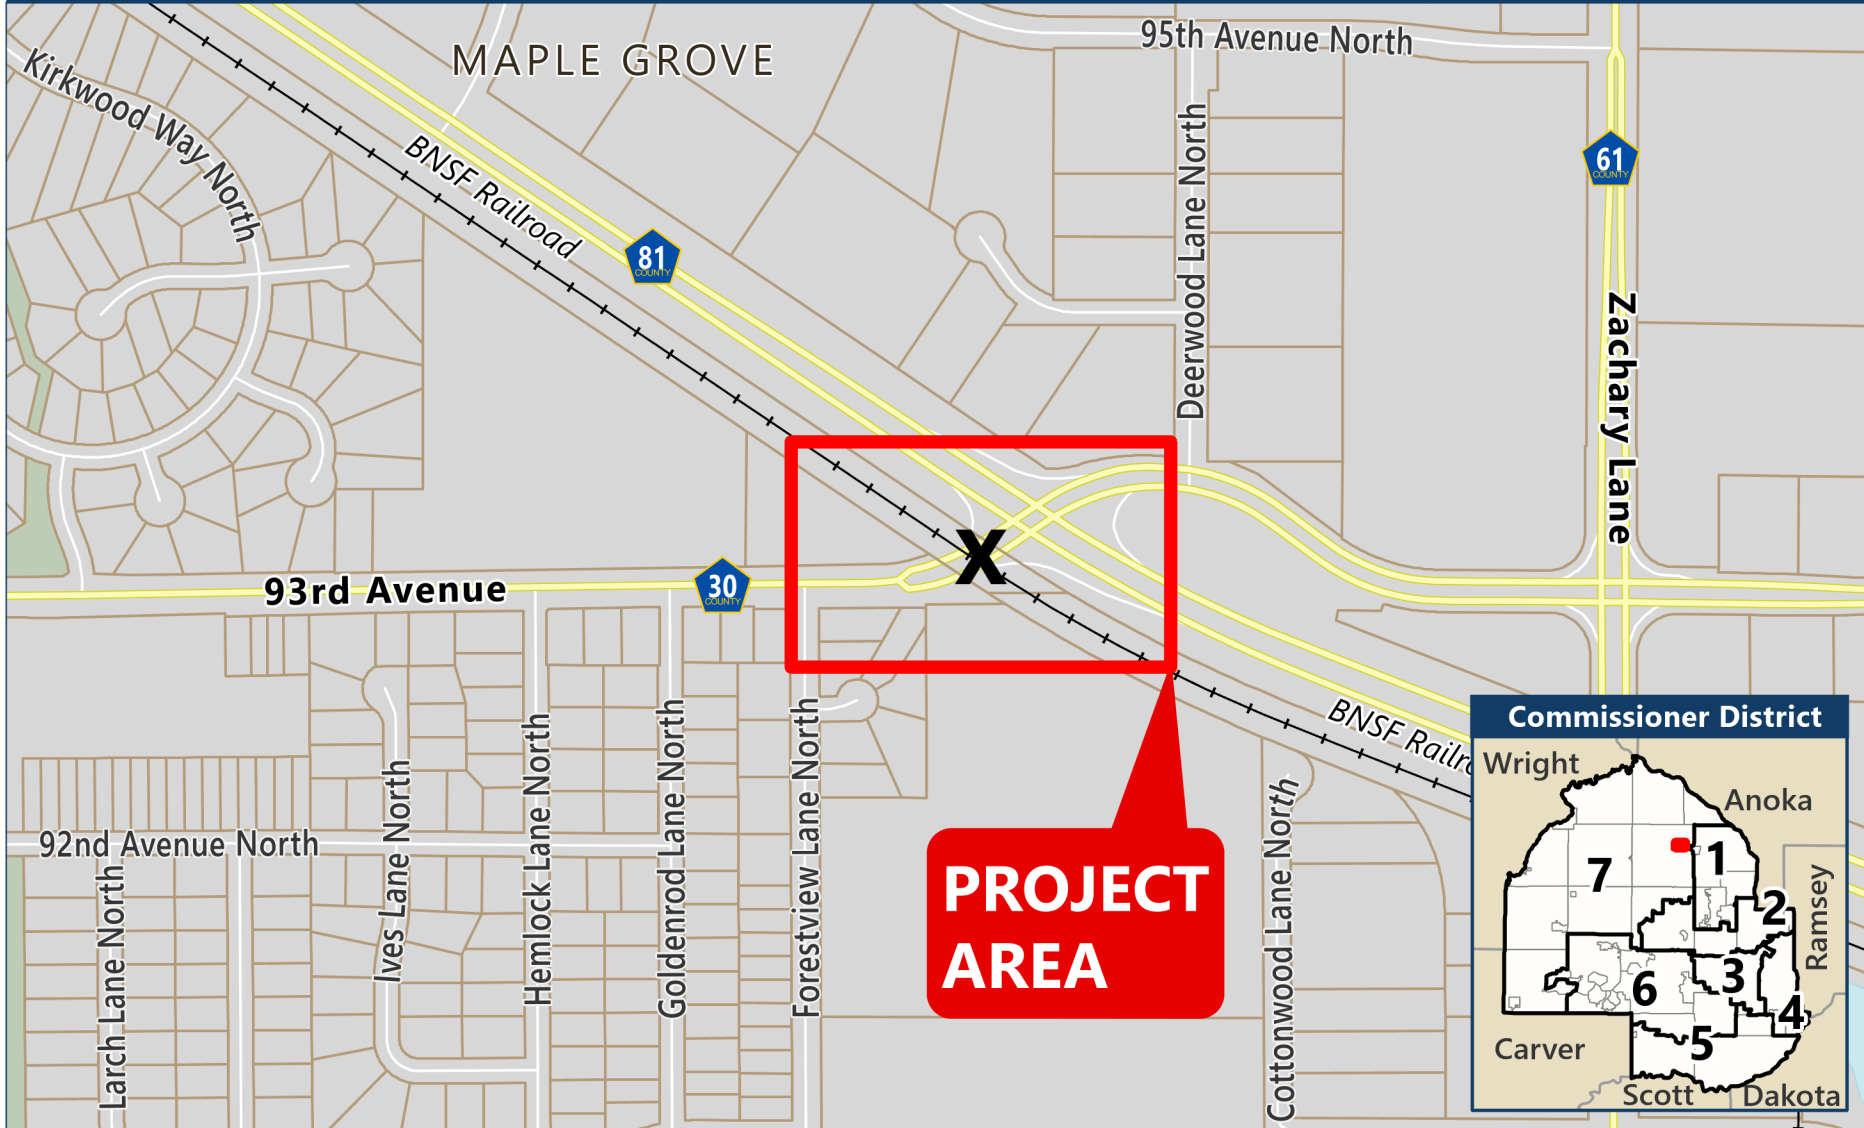 MAPLE GROVE
95th Avenue North
Kirkwood Way North
BNSF Railroad
Deerwood Lane North
61
COUNTY
81
COUNTY
Zachary Lane
93rd Avenue
30
COUNTY
X
BNSF Railro
92nd Avenue North
Larch Lane North
Ives Lane North
Hemlock Lane North
Goldenrod Lane North
Forestview Lane North
Cottonwood Lane North
PROJECT
AREA
Commissioner District
Wright
Anoka
7
1
2
Ramsey
6
3
4
5
Carver
Scott
Dakota